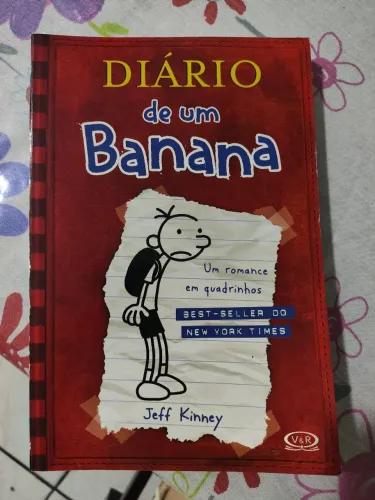 DIÁRIO
de um
Banana
Um romance
em quadrinhos
BEST-SELLER DO
NEW YORK TIMES
Jeff Kinney
V&R